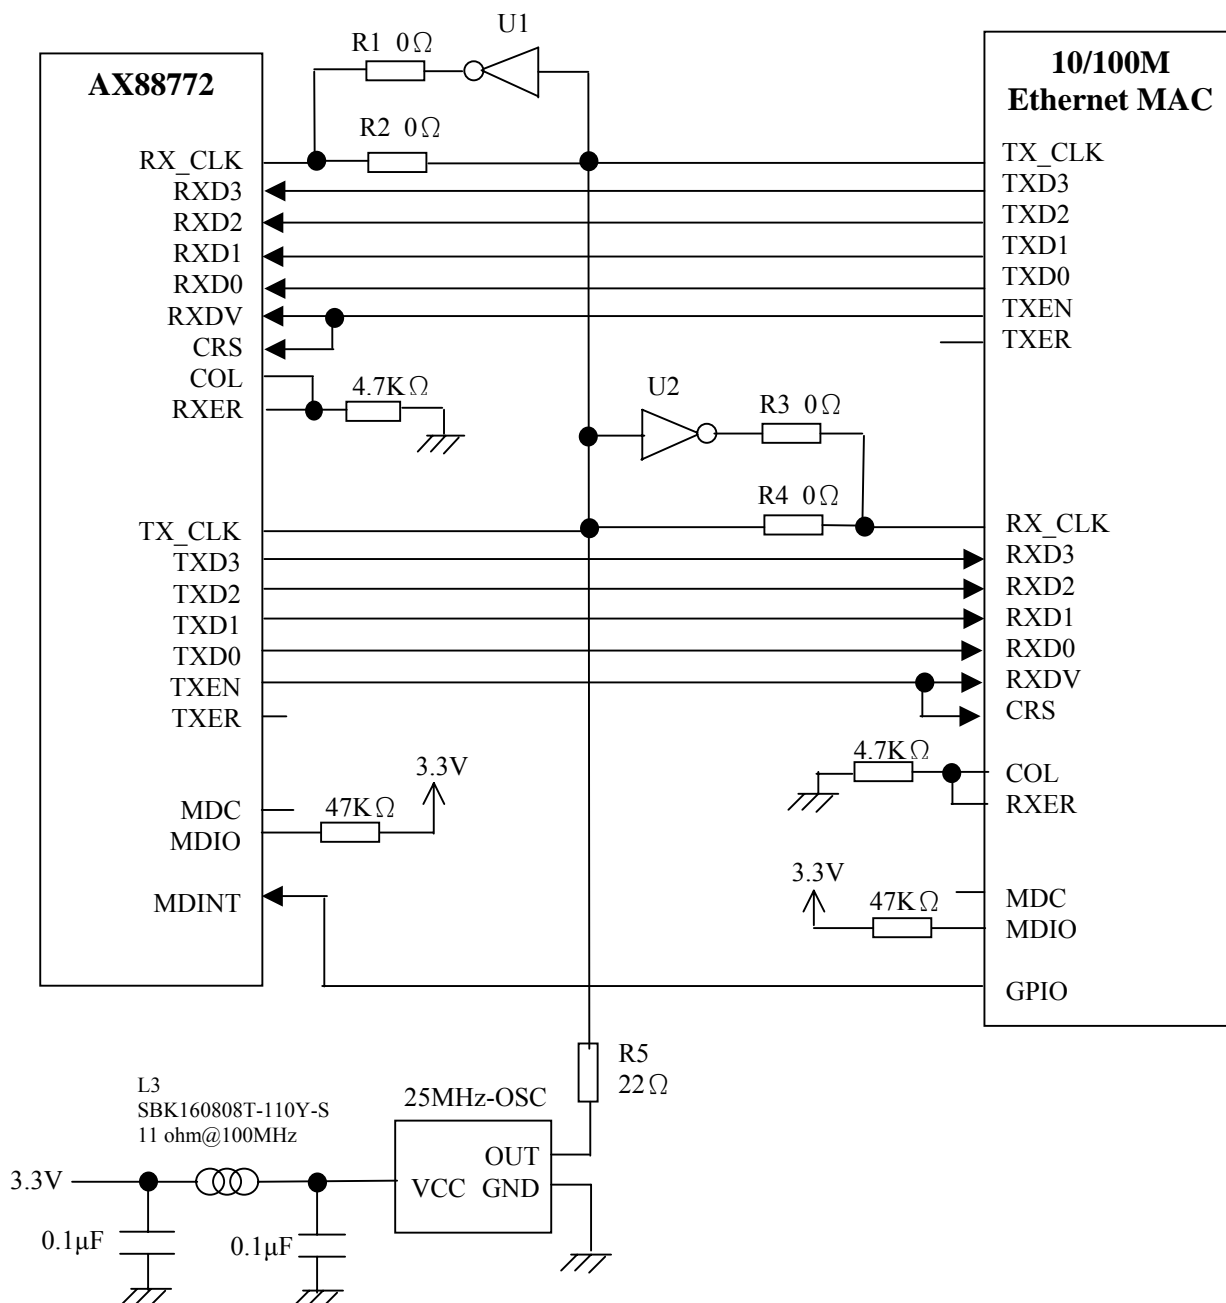 U1
R1 0Ω
AX88772
10/100M
Ethernet MAC
R2 0Ω
RX_CLK
RXD3
RXD2
RXD1
RXD0
RXDV
CRS
COL
RXER
4.7KΩ
TX_CLK
TXD3
TXD2
TXD1
TXD0
TXEN
TXER
U2
R3 0Ω
R4 0Ω
TX_CLK
TXD3
TXD2
TXD1
TXD0
TXEN
TXER
RX_CLK
RXD3
RXD2
RXD1
RXD0
RXDV
CRS
3.3V
47KΩ
MDC
MDIO
MDINT
4.7KΩ
COL
RXER
3.3V
47KΩ
MDC
MDIO
GPIO
R5
22Ω
L3
SBK160808T-110Y-S
11 ohm@100MHz
25MHz-OSC
OUT
VCC GND
3.3V
0.1μF
0.1μF